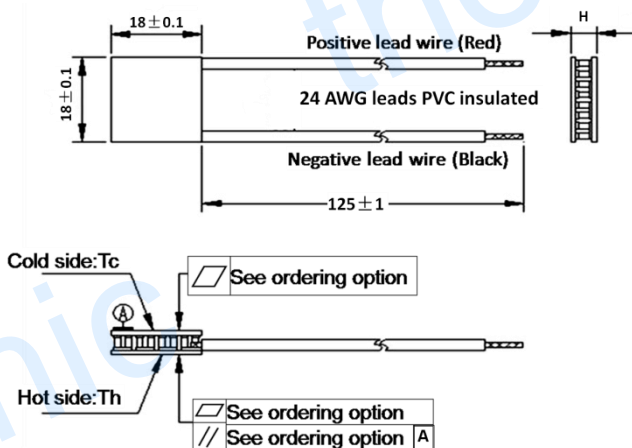 18±0.1
H
Positive lead wire (Red)
18±0.1
24 AWG leads PVC insulated
Negative lead wire (Black)
125±1
Cold side:Tc
See ordering option
A
Hot side:Th
See ordering option
See ordering option A